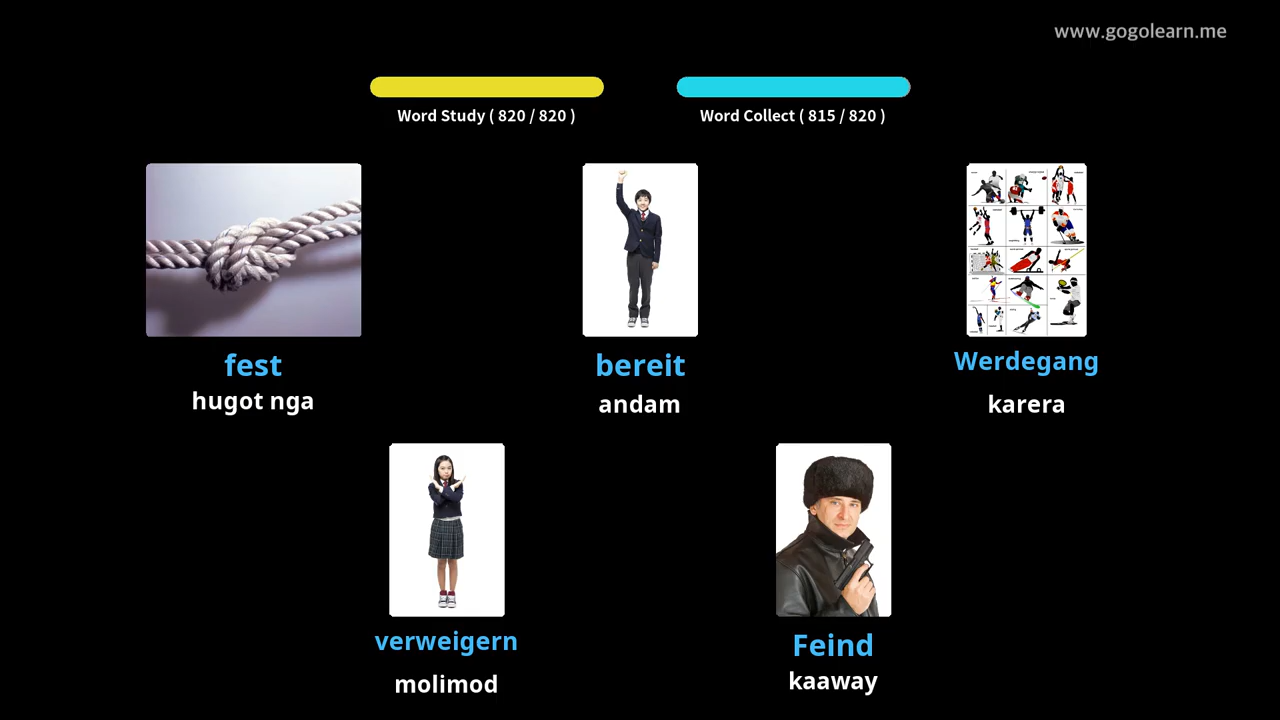 www.gogolearn.me
Word Study ( 820 / 820 )
Word Collect ( 815 / 820 )
fest
hugot nga
bereit
andam
Werdegang
karera
verweigern
molimod
Feind
kaaway